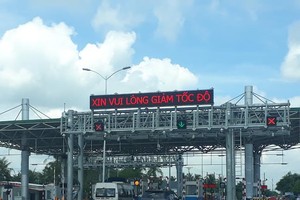 XIN VUI LÒNG GIẢM TỐC ĐỘ